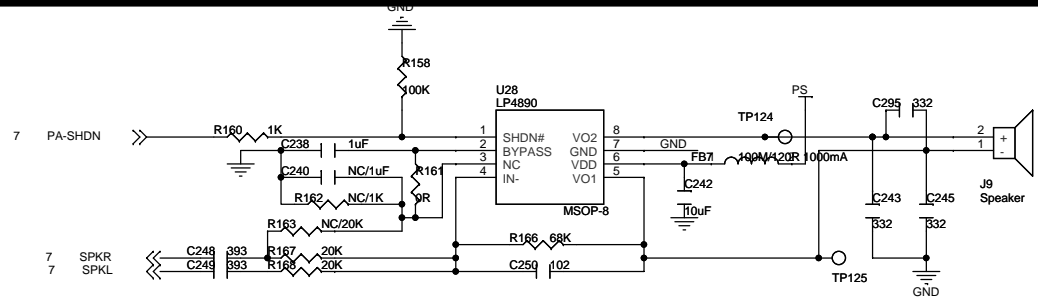 GND
R158
100K
U28
LP4890
PS
C295 332
TP124
7 PA-SHDN
R160 1K
1 SHDN# VO2 8
2 BYPASS GND 7 GND
3 NC VDD 6
4 IN- VO1 5
MSOP-8
C238 1uF
C240 NC/1uF
R161
0R
R162 NC/1K
R163 NC/20K
FB7 100M/120R 1000mA
C242
10uF
2 +
1 -
J9
Speaker
C243
332
C245
332
R166 68K
7 SPKR
C248 393
R167 20K
7 SPKL
C249 393
R168 20K
C250 102
TP125
GND